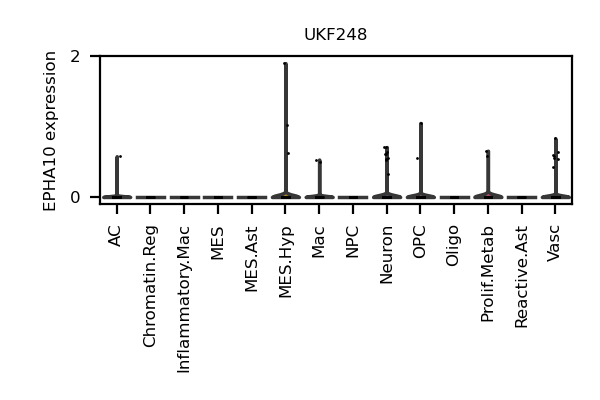 UKF248
EPHA10 expression
2
0
AC
Chromatin.Reg
Inflammatory.Mac
MES
MES.Ast
MES.Hyp
Mac
NPC
Neuron
OPC
Oligo
Prolif.Metab
Reactive.Ast
Vasc